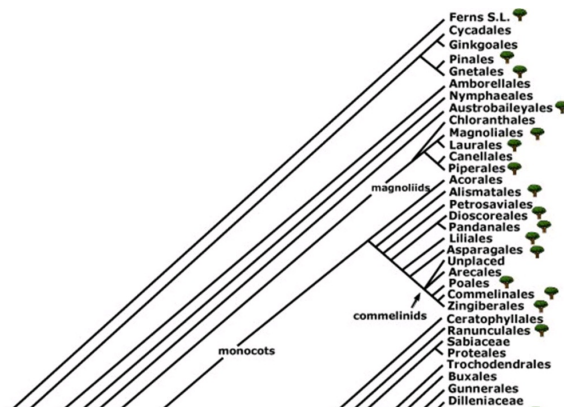 Ferns S.L.
Cycadales
Ginkgoales
Pinales
Gnetales
Amborellales
Nymphaeales
Austrobaileyales
Chloranthales
Magnoliales
Laurales
Canellales
Piperales
magnoliids
Acorales
Alismatales
Petrosaviales
Dioscoreales
Pandanales
Liliales
Asparagales
Unplaced
Arecales
Poales
Commelinales
Zingiberales
commelinids
Ceratophyllales
Ranunculales
Sabiaceae
monocots
Proteales
Trochodendrales
Buxales
Gunnerales
Dilleniaceae